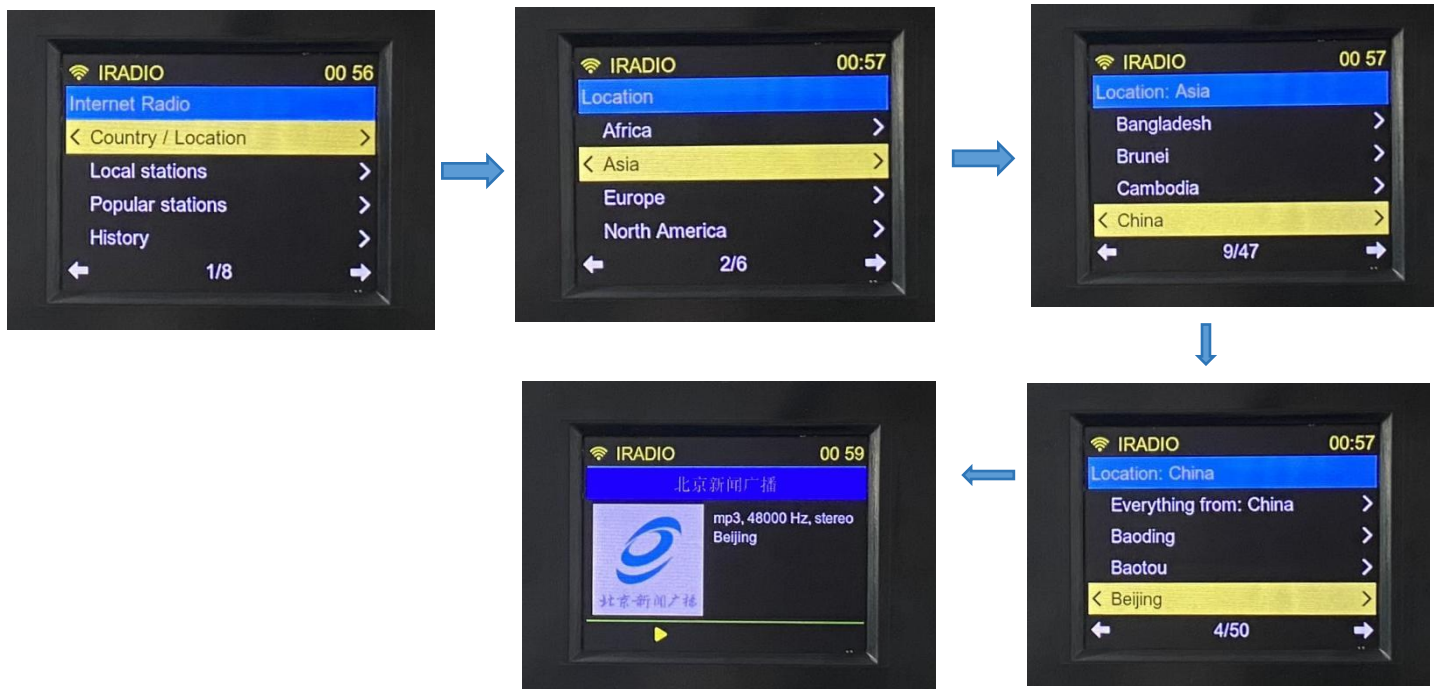 IRADIO 00 56
Internet Radio
< Country / Location >
Local stations >
Popular stations >
History >
1/8
IRADIO 00:57
Location
Africa >
< Asia >
Europe >
North America >
2/6
IRADIO 00 57
Location: Asia
Bangladesh >
Brunei >
Cambodia >
< China >
9/47
IRADIO 00:57
Location: China
Everything from: China >
Baoding >
Baotou >
< Beijing >
4/50
IRADIO 00 59
北京新闻广播
mp3, 48000 Hz, stereo
Beijing
北京新闻广播